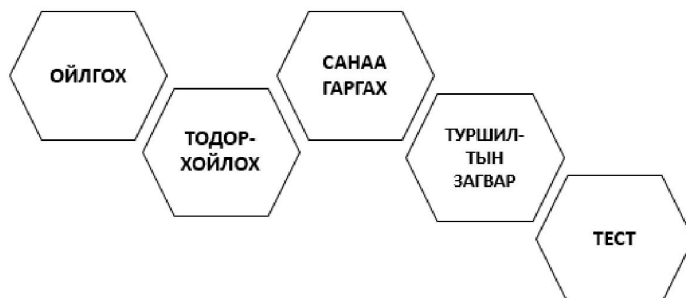 ОЙЛГОХ
ТОДОР-
ХОЙЛОХ
САНАА
ГАРГАХ
ТУРШИЛ-
ТЫН
ЗАГВАР
ТЕСТ